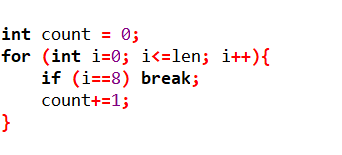 int count = 0;
for (int i=0; i<=len; i++){
    if (i==8) break;
    count+=1;
}